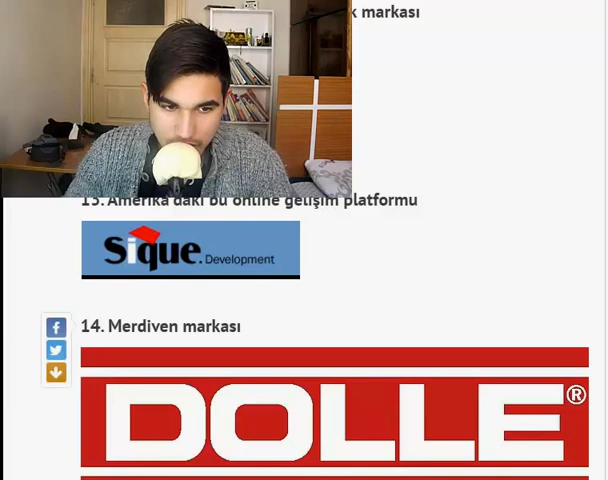 k markası
13. Amerika'daki bu online gelişim platformu
Sique.Development
14. Merdiven markası
DOLLE®